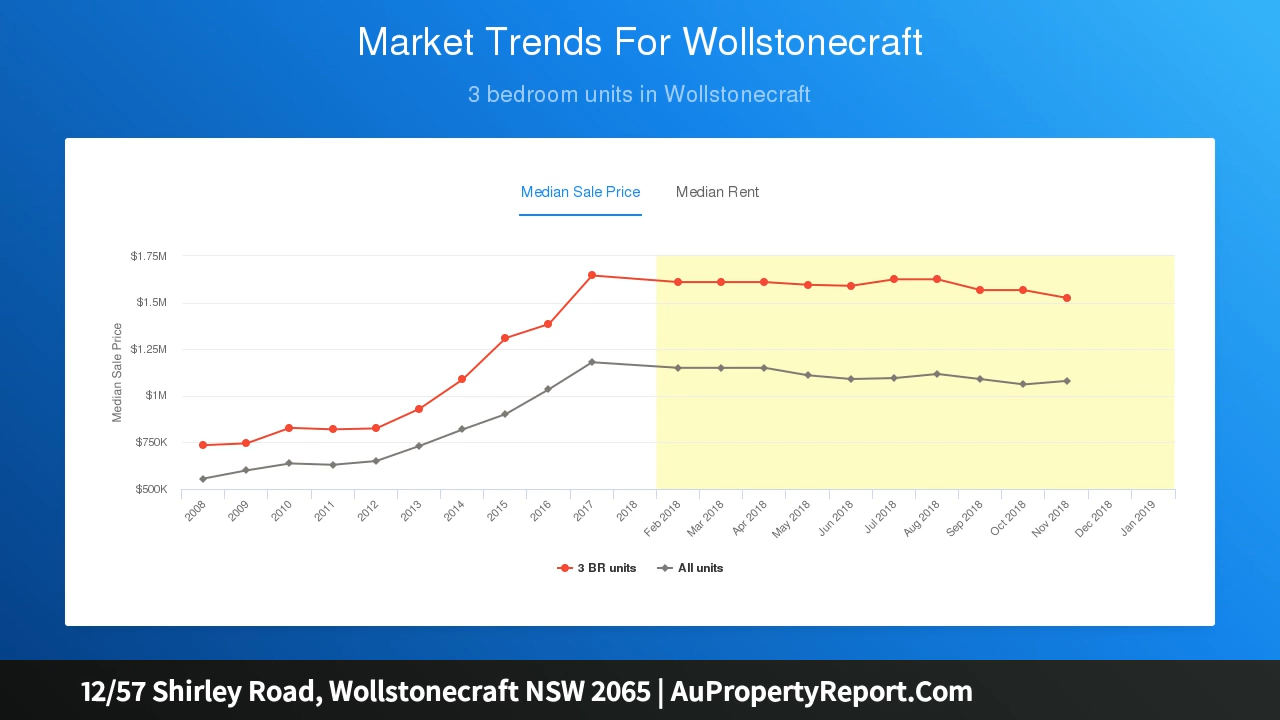 Market Trends For Wollstonecraft
3 bedroom units in Wollstonecraft
Median Sale Price Median Rent
Median Sale Price
$1.75M
$1.5M
$1.25M
$1M
$750K
$500K
2008 2009 2010 2011 2012 2013 2014 2015 2016 2017 2018 Feb 2018 Mar 2018 Apr 2018 May 2018 Jun 2018 Jul 2018 Aug 2018 Sep 2018 Oct 2018 Nov 2018 Dec 2018 Jan 2019
3 BR units All units
12/57 Shirley Road, Wollstonecraft NSW 2065 | AuPropertyReport.Com